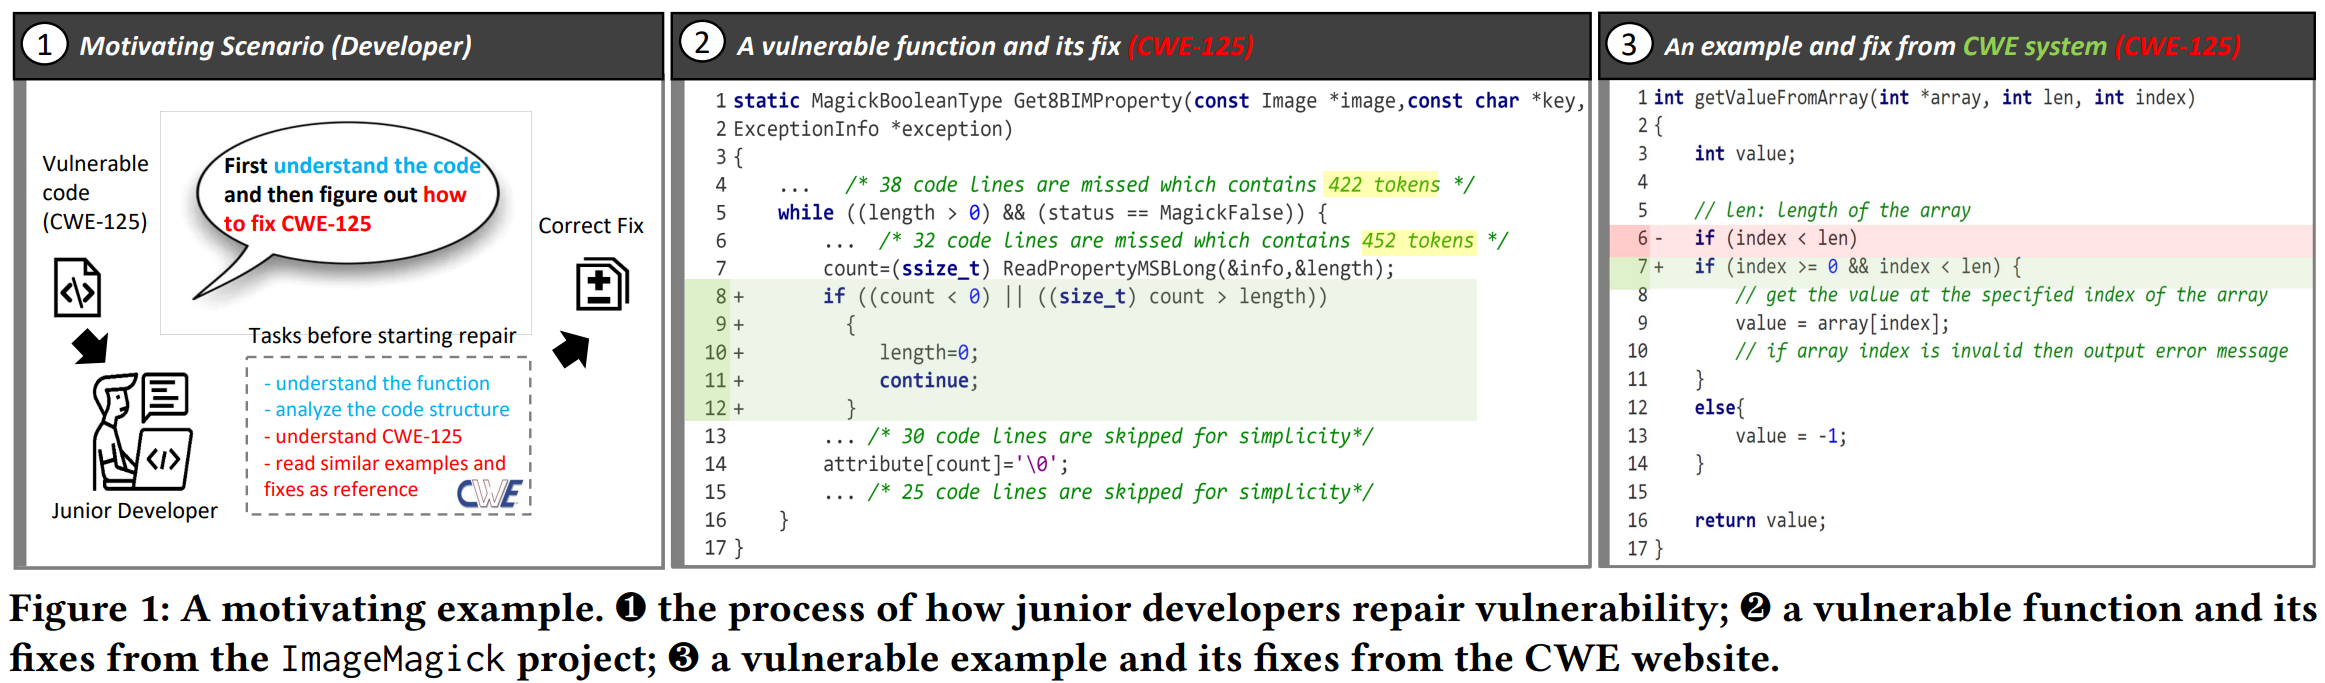 1 Motivating Scenario (Developer)
Vulnerable
code
(CWE-125)
First understand the code
and then figure out how
to fix CWE-125
Correct Fix
Tasks before starting repair
- understand the function
- analyze the code structure
- understand CWE-125
- read similar examples and
fixes as reference
CWE
Junior Developer
2 A vulnerable function and its fix (CWE-125)
1 static MagickBooleanType Get8BIMProperty(const Image *image,const char *key,
2 ExceptionInfo *exception)
3 {
4 ... /* 38 code lines are missed which contains 422 tokens */
5 while ((length > 0) && (status == MagickFalse)) {
6 ... /* 32 code lines are missed which contains 452 tokens */
7 count=(ssize_t) ReadPropertyMSBLong(&info,&length);
8 + if ((count < 0) || ((size_t) count > length))
9 + {
10 + length=0;
11 + continue;
12 + }
13 ... /* 30 code lines are skipped for simplicity*/
14 attribute[count]='\0';
15 ... /* 25 code lines are skipped for simplicity*/
16 }
17 }
3 An example and fix from CWE system (CWE-125)
1 int getValueFromArray(int *array, int len, int index)
2 {
3 int value;
4
5 // len: length of the array
6 - if (index < len)
7 + if (index >= 0 && index < len) {
8 // get the value at the specified index of the array
9 value = array[index];
10 // if array index is invalid then output error message
11 }
12 else{
13 value = -1;
14 }
15
16 return value;
17 }
Figure 1: A motivating example. ❶ the process of how junior developers repair vulnerability; ❷ a vulnerable function and its
fixes from the ImageMagick project; ❸ a vulnerable example and its fixes from the CWE website.